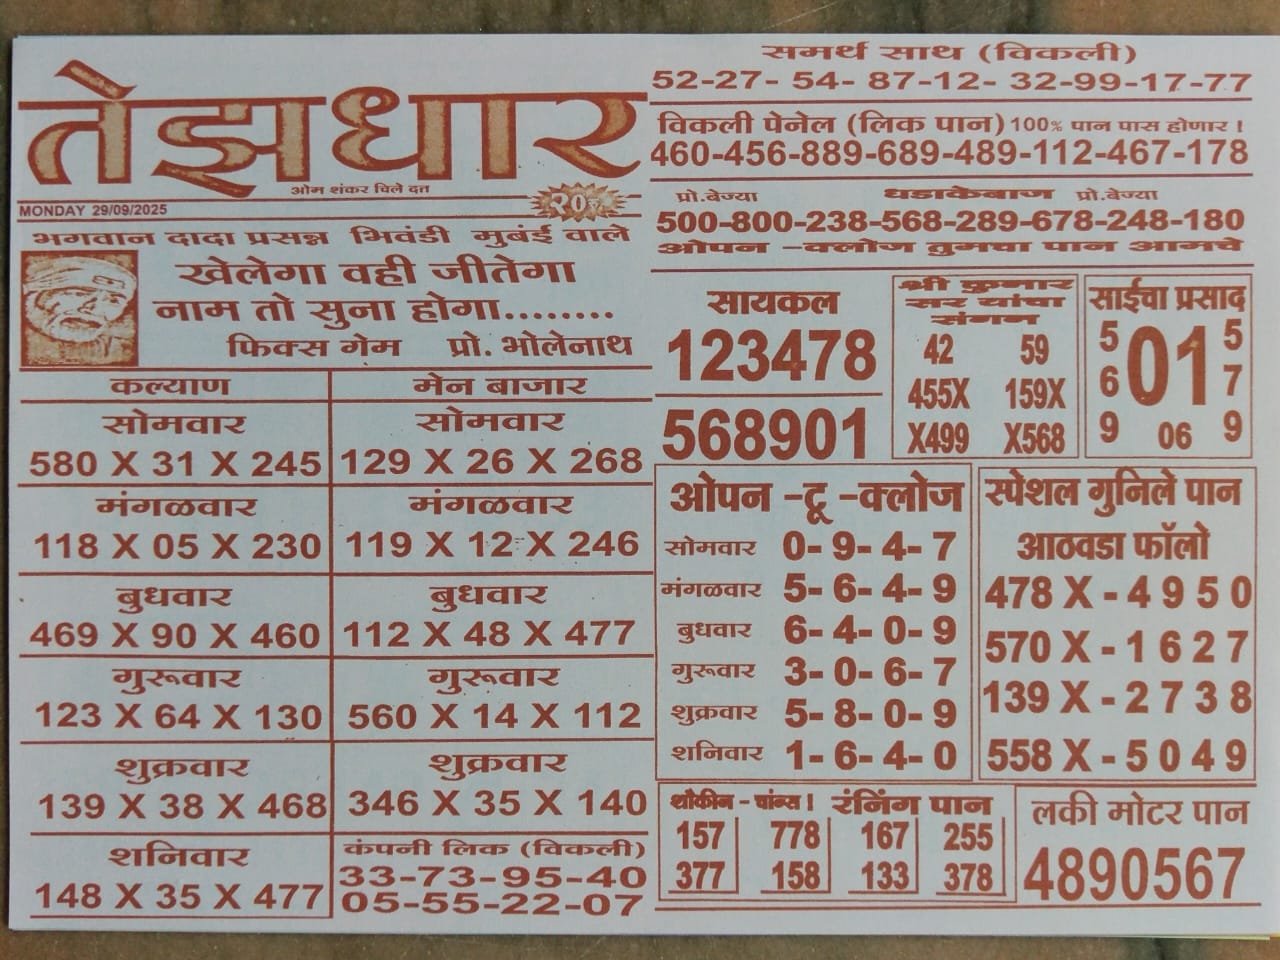 तेझधार
ओम शंकर चिले दत्त
MONDAY 29/09/2025
भगवान दादा प्रसन्न भिवंडी मुबंई वाले
खेलेगा वही जीतेगा
नाम तो सुना होगा........
फिक्स गेम प्रो. भोलेनाथ
कल्याण
सोमवार
580 X 31 X 245
मंगळवार
118 X 05 X 230
बुधवार
469 X 90 X 460
गुरूवार
123 X 64 X 130
शुक्रवार
139 X 38 X 468
शनिवार
148 X 35 X 477
मेन बाजार
सोमवार
129 X 26 X 268
मंगळवार
119 X 12 X 246
बुधवार
112 X 48 X 477
गुरूवार
560 X 14 X 112
शुक्रवार
346 X 35 X 140
कंपनी लिक (विकली)
33-73-95-40
05-55-22-07
समर्थ साथ (विकली)
52-27- 54- 87-12- 32-99-17-77
विकली पेनेल (लिक पान) 100% पान पास होणार !
460-456-889-689-489-112-467-178
प्रो.बेज्या धडाकेबाज प्रो.बेज्या
500-800-238-568-289-678-248-180
ओपन -क्लोज तुमचा पान आमचे
सायकल
123478
568901
श्री कुमार
सर यांचा
संगन
42 59
455X 159X
X499 X568
साईचा प्रसाद
5 01 5
6 7
9 06 9
ओपन -टू -क्लोज
सोमवार 0- 9- 4- 7
मंगळवार 5- 6- 4- 9
बुधवार 6- 4- 0- 9
गुरूवार 3- 0- 6- 7
शुक्रवार 5- 8- 0- 9
शनिवार 1- 6- 4- 0
स्पेशल गुनिले पान
आठवडा फॉलो
478 X - 4 9 5 0
570 X - 1 6 2 7
139 X - 2 7 3 8
558 X - 5 0 4 9
थोकीन - चांन्स। रंनिंग पान
157 778 167 255
377 158 133 378
लकी मोटर पान
4890567